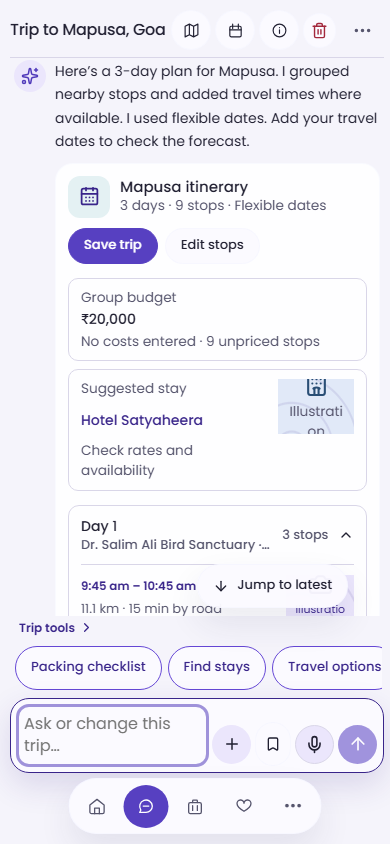 Trip to Mapusa, Goa
Here's a 3-day plan for Mapusa. I grouped
nearby stops and added travel times where
available. I used flexible dates. Add your travel
dates to check the forecast.
Mapusa itinerary
3 days · 9 stops · Flexible dates
Save trip
Edit stops
Group budget
₹20,000
No costs entered · 9 unpriced stops
Suggested stay
Hotel Satyaheera
Check rates and
availability
Illustrati
on
Day 1
Dr. Salim Ali Bird Sanctuary ·...
3 stops
9:45 am – 10:45 am
11.1 km · 15 min by road
Illustratio
Jump to latest
Trip tools
Packing checklist
Find stays
Travel options
Ask or change this
trip...